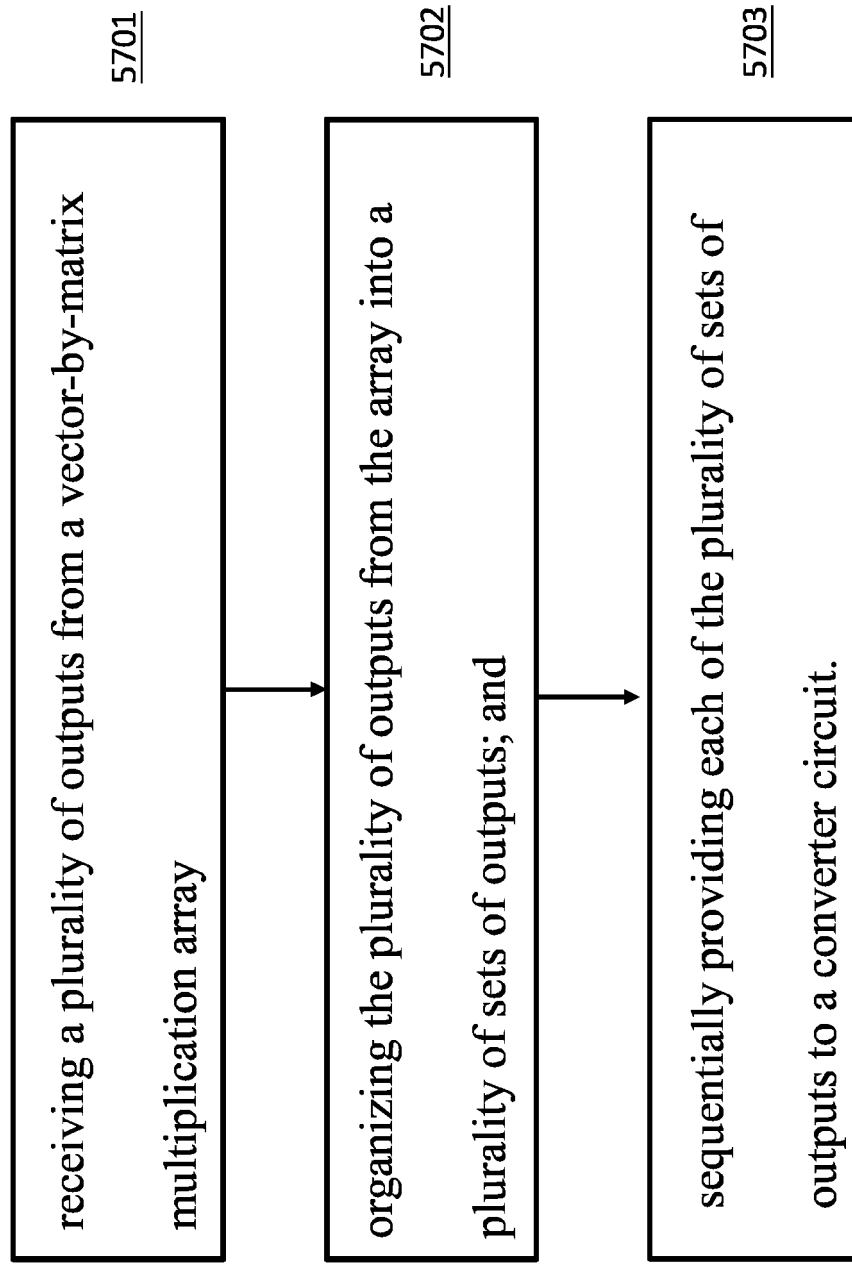 receiving a plurality of outputs from a vector-by-matrix
multiplication array
5701
organizing the plurality of outputs from the array into a
plurality of sets of outputs; and
5702
sequentially providing each of the plurality of sets of
outputs to a converter circuit.
5703